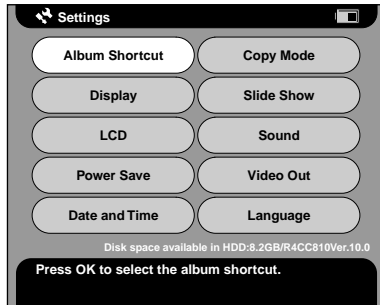 Settings
Album Shortcut
Copy Mode
Display
Slide Show
LCD
Sound
Power Save
Video Out
Date and Time
Language
Disk space available in HDD:8.2GB/R4CC810Ver.10.0
Press OK to select the album shortcut.